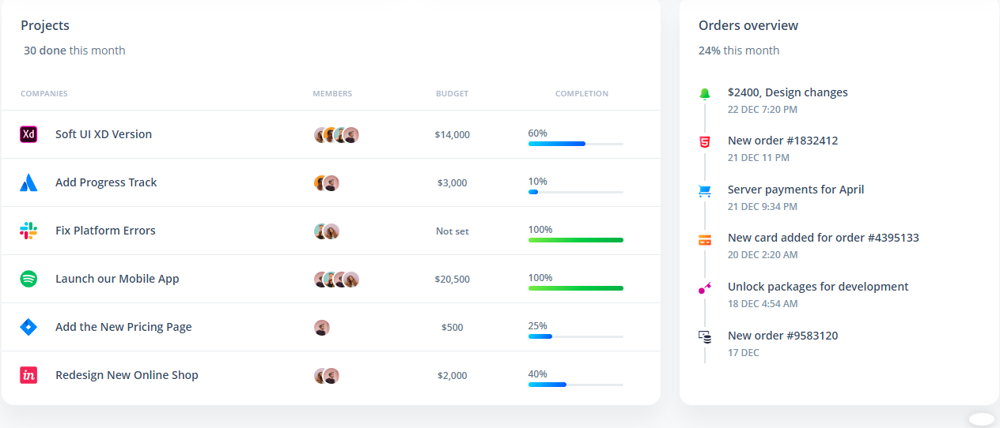 Projects
30 done this month
COMPANIES MEMBERS BUDGET COMPLETION
Xd Soft UI XD Version $14,000 60%
Add Progress Track $3,000 10%
Fix Platform Errors Not set 100%
Launch our Mobile App $20,500 100%
Add the New Pricing Page $500 25%
in Redesign New Online Shop $2,000 40%
Orders overview
24% this month
$2400, Design changes
22 DEC 7:20 PM
New order #1832412
21 DEC 11 PM
Server payments for April
21 DEC 9:34 PM
New card added for order #4395133
20 DEC 2:20 AM
Unlock packages for development
18 DEC 4:54 AM
New order #9583120
17 DEC